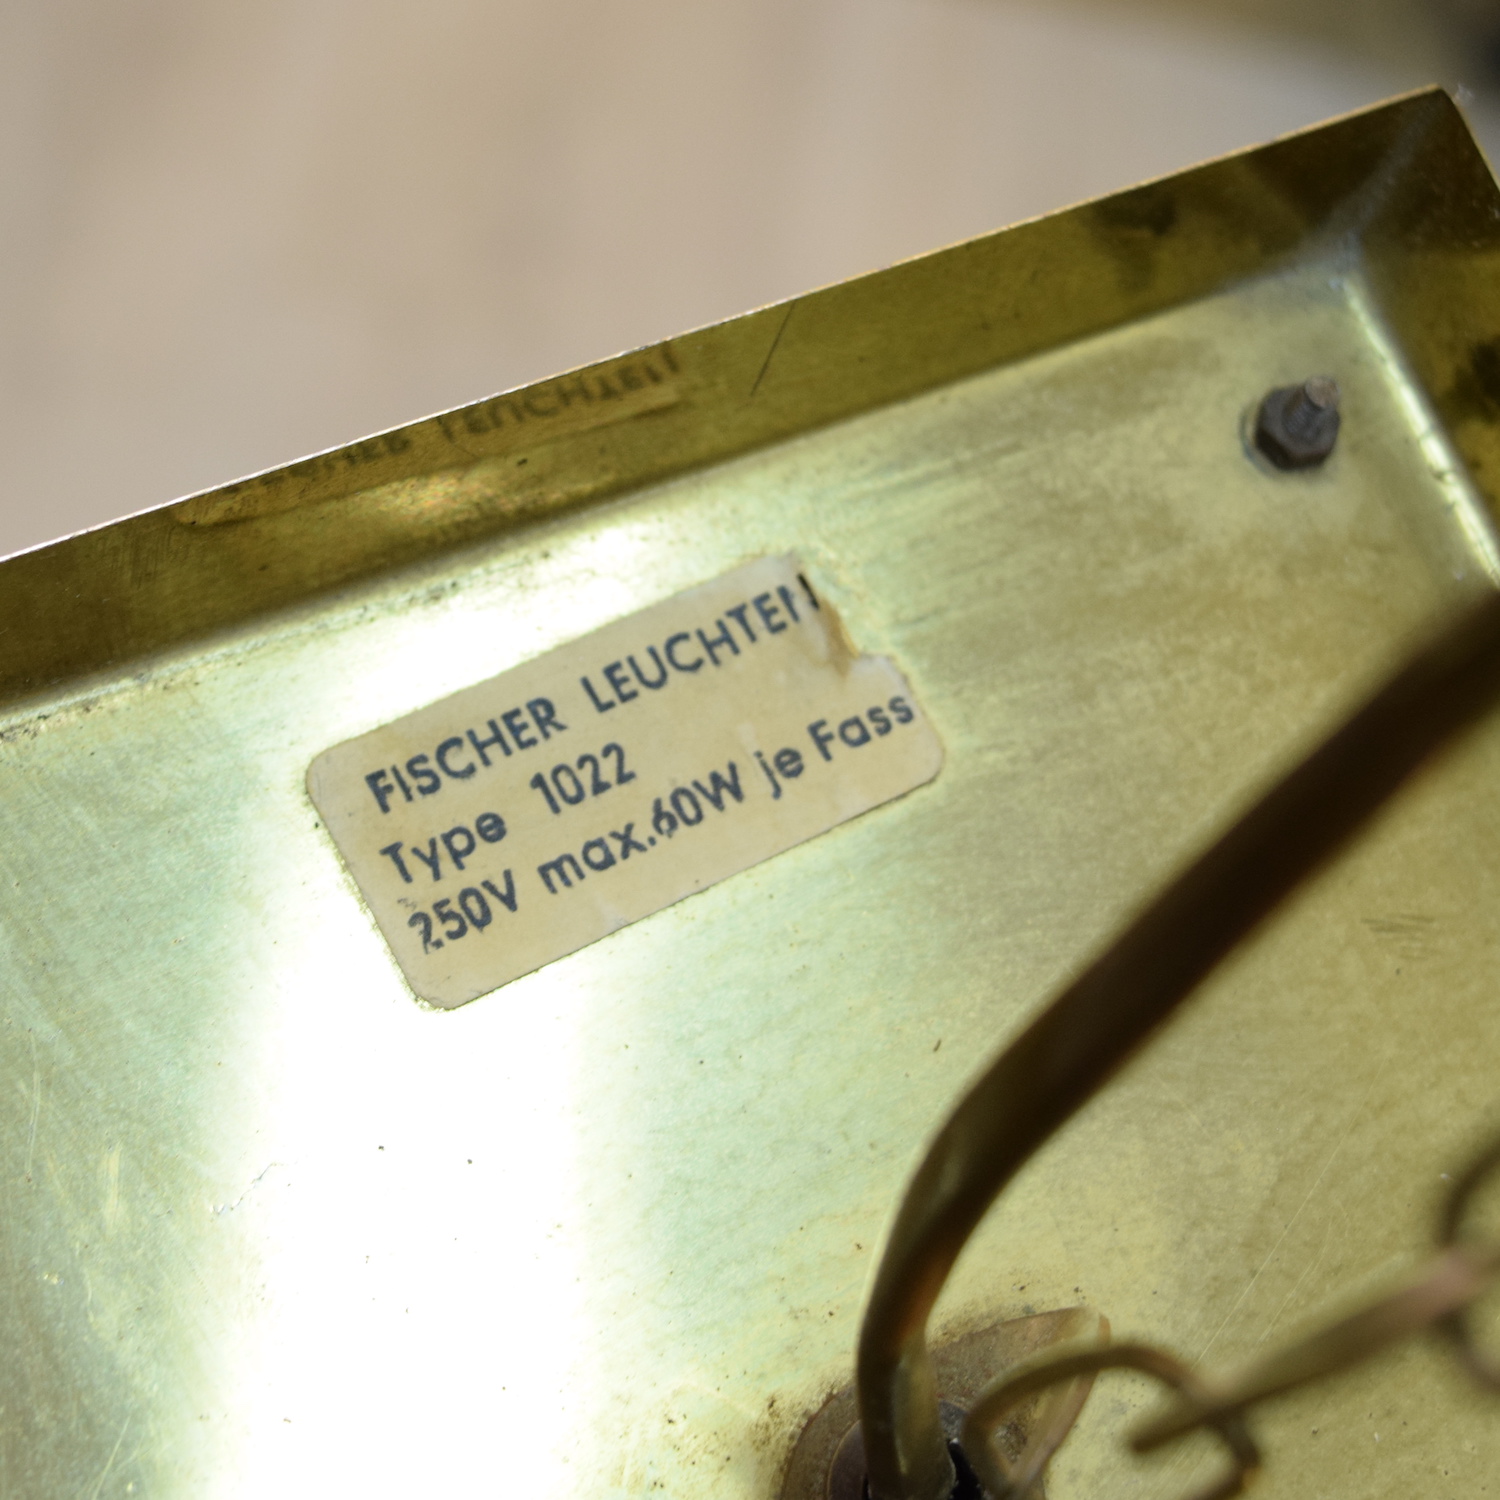 FISCHER LEUCHTEN
Type 1022
250V max.60W je Fass